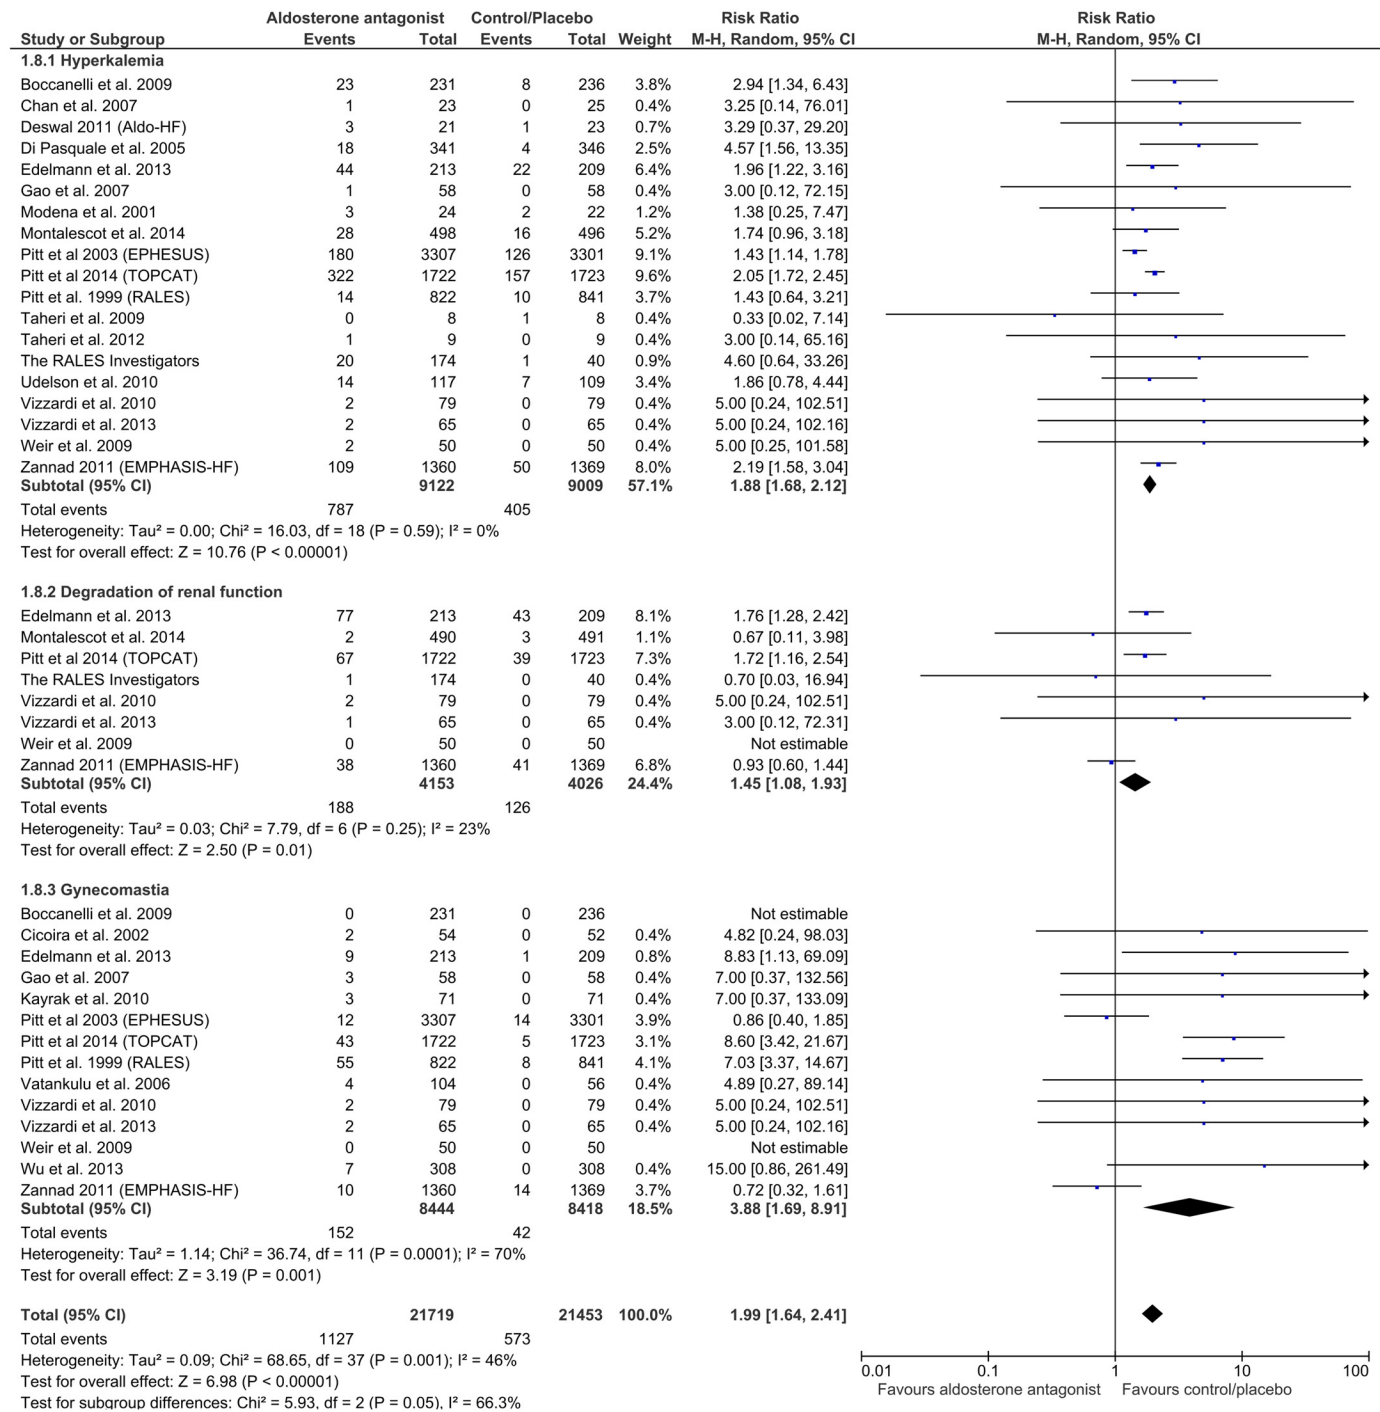 Aldosterone antagonist Control/Placebo Risk Ratio Risk Ratio
Study or Subgroup Events Total Events Total Weight M-H, Random, 95% CI M-H, Random, 95% CI
1.8.1 Hyperkalemia
Boccanelli et al. 2009 23 231 8 236 3.8% 2.94 [1.34, 6.43]
Chan et al. 2007 1 23 0 25 0.4% 3.25 [0.14, 76.01]
Deswal 2011 (Aldo-HF) 3 21 1 23 0.7% 3.29 [0.37, 29.20]
Di Pasquale et al. 2005 18 341 4 346 2.5% 4.57 [1.56, 13.35]
Edelmann et al. 2013 44 213 22 209 6.4% 1.96 [1.22, 3.16]
Gao et al. 2007 1 58 0 58 0.4% 3.00 [0.12, 72.15]
Modena et al. 2001 3 24 2 22 1.2% 1.38 [0.25, 7.47]
Montalescot et al. 2014 28 498 16 496 5.2% 1.74 [0.96, 3.18]
Pitt et al 2003 (EPHESUS) 180 3307 126 3301 9.1% 1.43 [1.14, 1.78]
Pitt et al 2014 (TOPCAT) 322 1722 157 1723 9.6% 2.05 [1.72, 2.45]
Pitt et al. 1999 (RALES) 14 822 10 841 3.7% 1.43 [0.64, 3.21]
Taheri et al. 2009 0 8 1 8 0.4% 0.33 [0.02, 7.14]
Taheri et al. 2012 1 9 0 9 0.4% 3.00 [0.14, 65.16]
The RALES Investigators 20 174 1 40 0.9% 4.60 [0.64, 33.26]
Udelson et al. 2010 14 117 7 109 3.4% 1.86 [0.78, 4.44]
Vizzardi et al. 2010 2 79 0 79 0.4% 5.00 [0.24, 102.51]
Vizzardi et al. 2013 2 65 0 65 0.4% 5.00 [0.24, 102.16]
Weir et al. 2009 2 50 0 50 0.4% 5.00 [0.25, 101.58]
Zannad 2011 (EMPHASIS-HF) 109 1360 50 1369 8.0% 2.19 [1.58, 3.04]
Subtotal (95% CI) 9122 9009 57.1% 1.88 [1.68, 2.12]
Total events 787 405
Heterogeneity: Tau² = 0.00; Chi² = 16.03, df = 18 (P = 0.59); I² = 0%
Test for overall effect: Z = 10.76 (P < 0.00001)
1.8.2 Degradation of renal function
Edelmann et al. 2013 77 213 43 209 8.1% 1.76 [1.28, 2.42]
Montalescot et al. 2014 2 490 3 491 1.1% 0.67 [0.11, 3.98]
Pitt et al 2014 (TOPCAT) 67 1722 39 1723 7.3% 1.72 [1.16, 2.54]
The RALES Investigators 1 174 0 40 0.4% 0.70 [0.03, 16.94]
Vizzardi et al. 2010 2 79 0 79 0.4% 5.00 [0.24, 102.51]
Vizzardi et al. 2013 1 65 0 65 0.4% 3.00 [0.12, 72.31]
Weir et al. 2009 0 50 0 50 Not estimable
Zannad 2011 (EMPHASIS-HF) 38 1360 41 1369 6.8% 0.93 [0.60, 1.44]
Subtotal (95% CI) 4153 4026 24.4% 1.45 [1.08, 1.93]
Total events 188 126
Heterogeneity: Tau² = 0.03; Chi² = 7.79, df = 6 (P = 0.25); I² = 23%
Test for overall effect: Z = 2.50 (P = 0.01)
1.8.3 Gynecomastia
Boccanelli et al. 2009 0 231 0 236 Not estimable
Cicoira et al. 2002 2 54 0 52 0.4% 4.82 [0.24, 98.03]
Edelmann et al. 2013 9 213 1 209 0.8% 8.83 [1.13, 69.09]
Gao et al. 2007 3 58 0 58 0.4% 7.00 [0.37, 132.56]
Kayrak et al. 2010 3 71 0 71 0.4% 7.00 [0.37, 133.09]
Pitt et al 2003 (EPHESUS) 12 3307 14 3301 3.9% 0.86 [0.40, 1.85]
Pitt et al 2014 (TOPCAT) 43 1722 5 1723 3.1% 8.60 [3.42, 21.67]
Pitt et al. 1999 (RALES) 55 822 8 841 4.1% 7.03 [3.37, 14.67]
Vatankulu et al. 2006 4 104 0 56 0.4% 4.89 [0.27, 89.14]
Vizzardi et al. 2010 2 79 0 79 0.4% 5.00 [0.24, 102.51]
Vizzardi et al. 2013 2 65 0 65 0.4% 5.00 [0.24, 102.16]
Weir et al. 2009 0 50 0 50 Not estimable
Wu et al. 2013 7 308 0 308 0.4% 15.00 [0.86, 261.49]
Zannad 2011 (EMPHASIS-HF) 10 1360 14 1369 3.7% 0.72 [0.32, 1.61]
Subtotal (95% CI) 8444 8418 18.5% 3.88 [1.69, 8.91]
Total events 152 42
Heterogeneity: Tau² = 1.14; Chi² = 36.74, df = 11 (P = 0.0001); I² = 70%
Test for overall effect: Z = 3.19 (P = 0.001)
Total (95% CI) 21719 21453 100.0% 1.99 [1.64, 2.41]
Total events 1127 573
Heterogeneity: Tau² = 0.09; Chi² = 68.65, df = 37 (P = 0.001); I² = 46%
Test for overall effect: Z = 6.98 (P < 0.00001)
Test for subgroup differences: Chi² = 5.93, df = 2 (P = 0.05), I² = 66.3%
0.01 0.1 1 10 100
Favours aldosterone antagonist Favours control/placebo